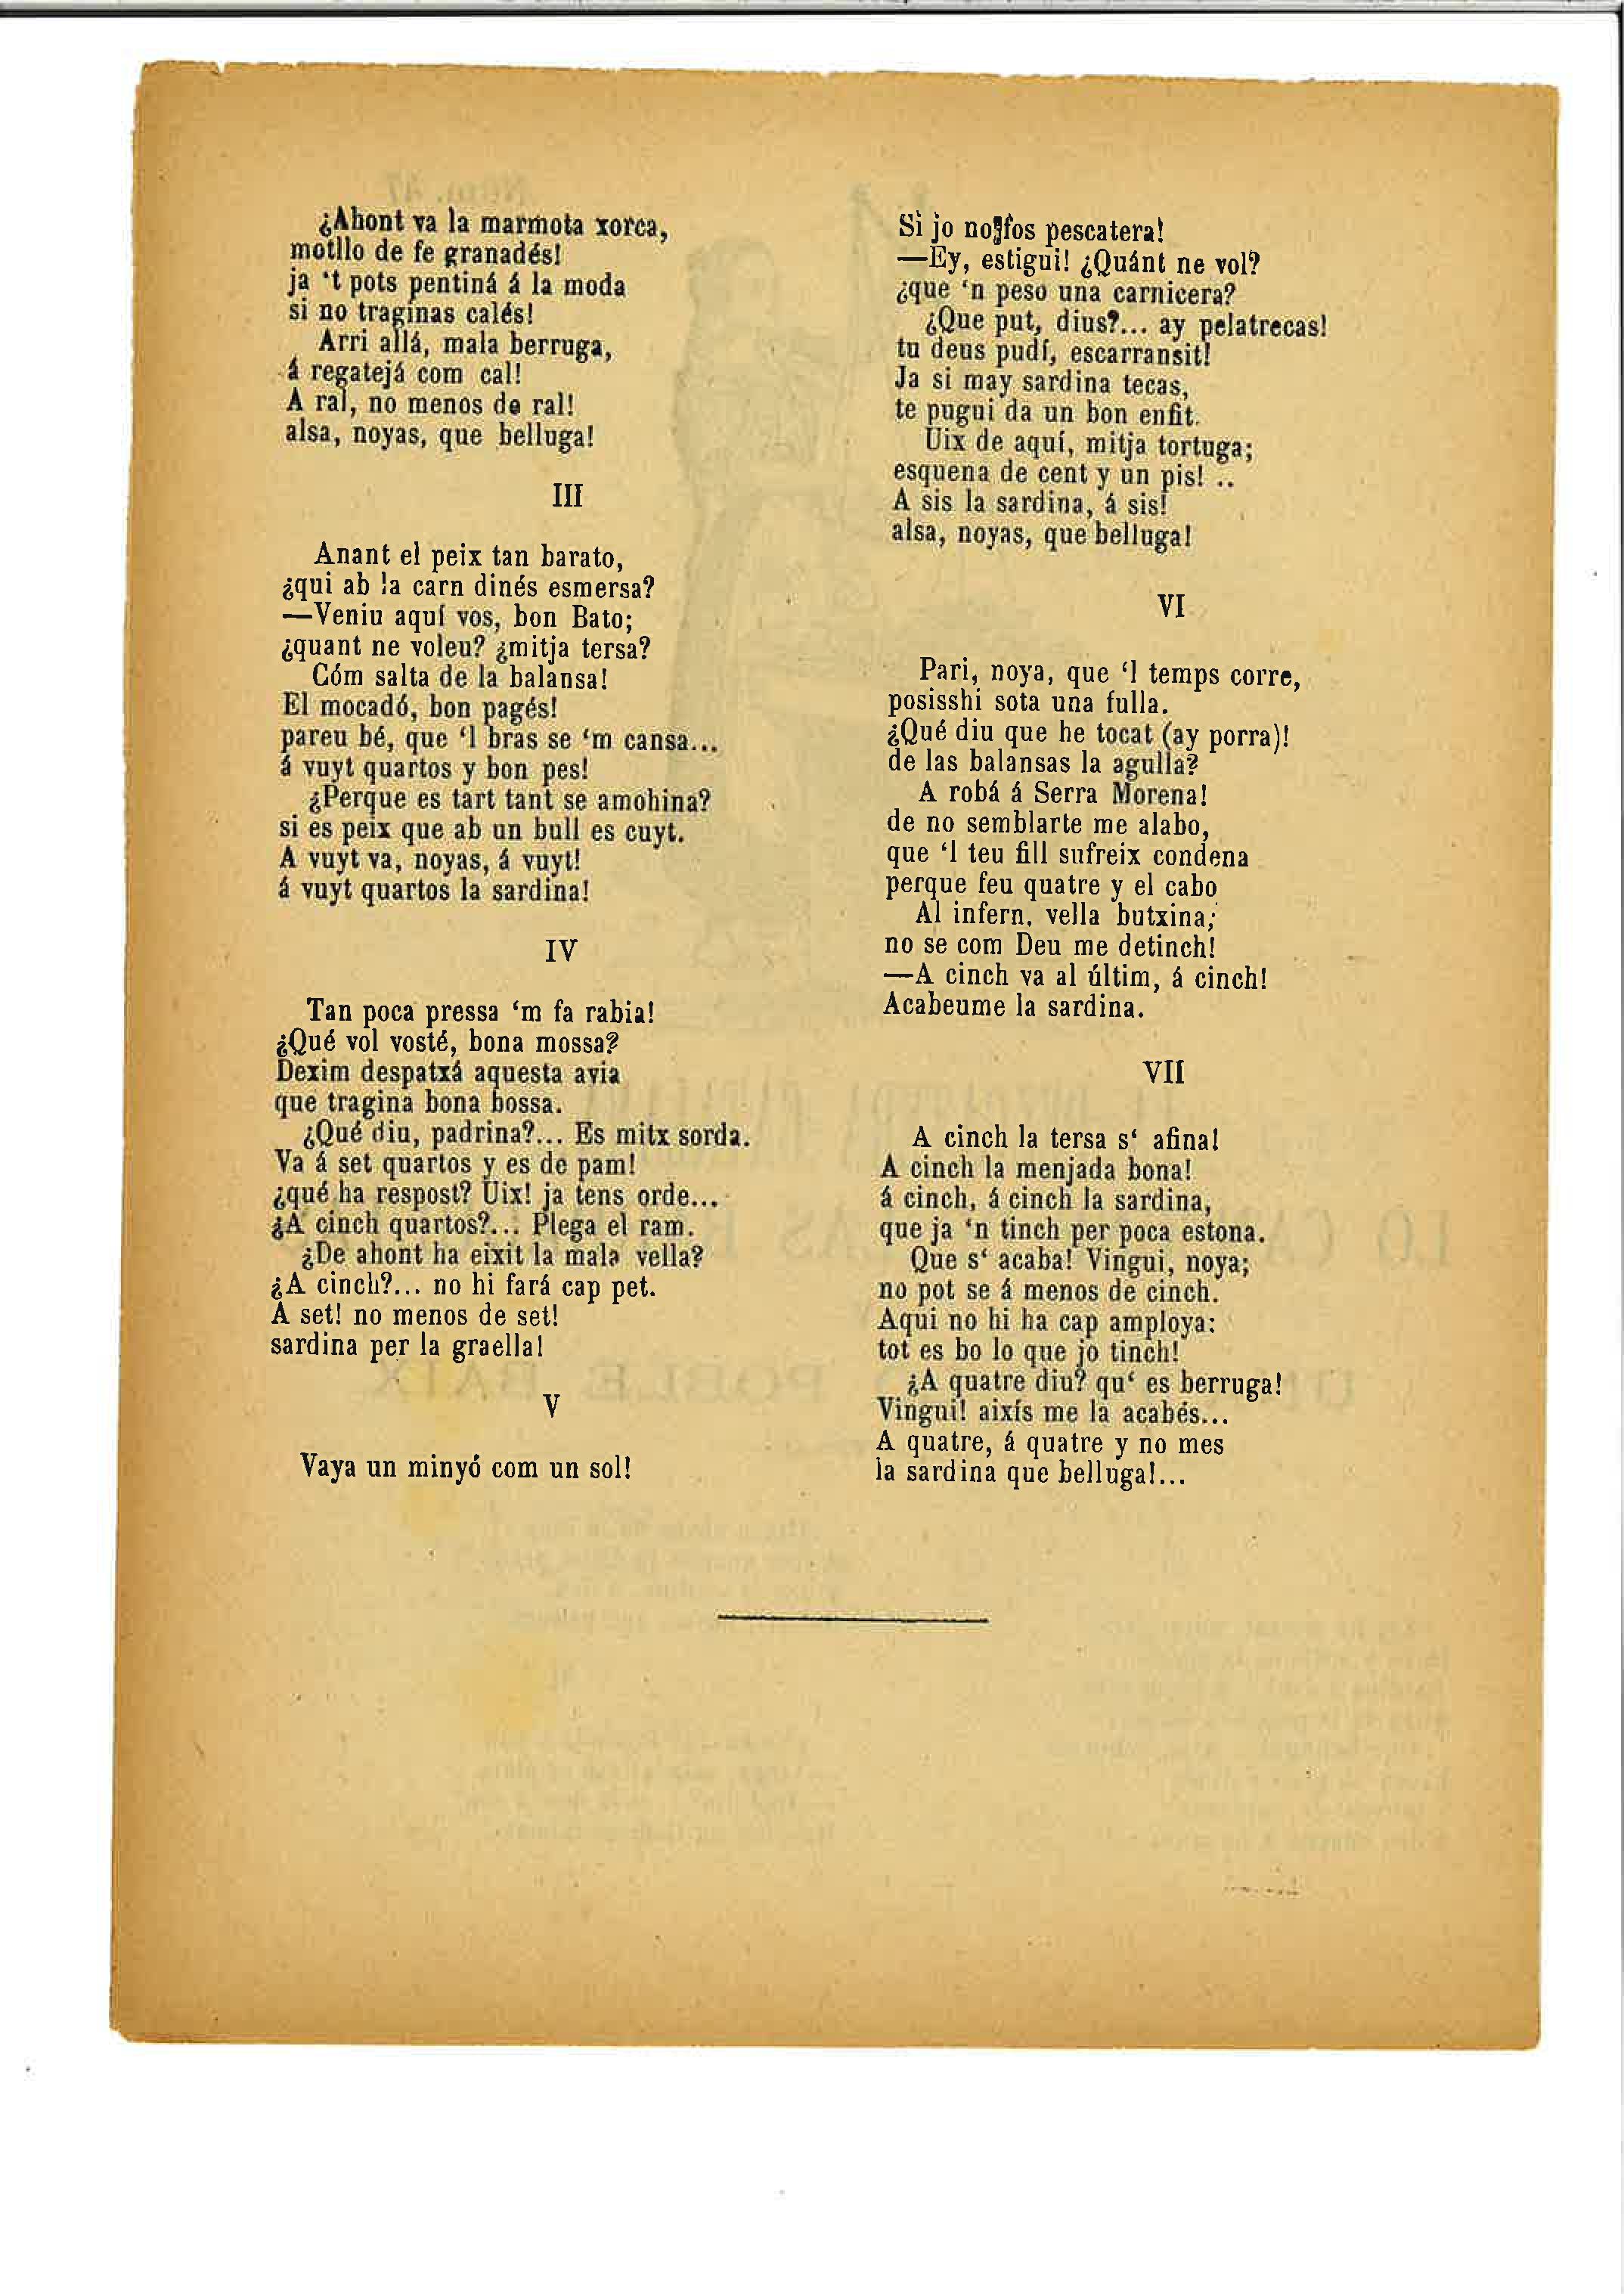 ¿Ahont va la marmota xorca,
motllo de fe granadés!
ja ‘t pots pentiná á la moda
si no traginas calés!
Arri allá, mala berruga,
á regatejá com cal!
A ral, no menos de ral!
alsa, noyas, que belluga!
III
Anant el peix tan barato,
¿qui ab la carn dinés esmersa?
—Veniu aquí vos, bon Bato;
¿quant ne voleu? ¿mitja tersa?
Cóm salta de la balansa!
El mocadó, bon pagés!
pareu bé, que ‘l bras se ‘m cansa...
á vuyt quartos y bon pes!
¿Perque es tart tant se amohina?
si es peix que ab un bull es cuyt.
A vuyt va, noyas, á vuyt!
á vuyt quartos la sardina!
IV
Tan poca pressa ‘m fa rabia!
¿Qué vol vosté, bona mossa?
Dexim despatxá aquesta avia
que tragina bona bossa.
¿Qué diu, padrina?... Es mitx sorda.
Va á set quartos y es de pam!
¿qué ha respost? Uix! ja tens orde...
¿A cinch quartos?... Plega el ram.
¿De ahont ha eixit la mala vella?
¿A cinch?... no hi fará cap pet.
A set! no menos de set!
sardina per la graella!
V
Vaya un minyó com un sol!
Si jo no fos pescatera!
—Ey, estigui! ¿Quánt ne vol?
¿que ‘n peso una carnicera?
¿Que put, dius?... ay pelatrecas!
tu deus pudí, escarransit!
Ja si may sardina tecas,
te pugui da un bon enfit.
Uix de aquí, mitja tortuga;
esquena de cent y un pis! ..
A sis la sardina, á sis!
alsa, noyas, que belluga!
VI
Pari, noya, que ‘l temps corre,
posisshi sota una fulla.
¿Qué diu que he tocat (ay porra)!
de las balansas la agulla?
A robá á Serra Morena!
de no semblarte me alabo,
que ‘l teu fill sufreix condena
perque feu quatre y el cabo
Al infern, vella butxina;
no se com Deu me detinch!
—A cinch va al últim, á cinch!
Acabeume la sardina.
VII
A cinch la tersa s‘ afina!
A cinch la menjada bona!
á cinch, á cinch la sardina,
que ja ‘n tinch per poca estona.
Que s‘ acaba! Vingui, noya;
no pot se á menos de cinch.
Aqui no hi ha cap amploya:
tot es bo lo que jo tinch!
¿A quatre diu? qu‘ es berruga!
Vingui! aixís me la acabés...
A quatre, á quatre y no mes
la sardina que belluga!...